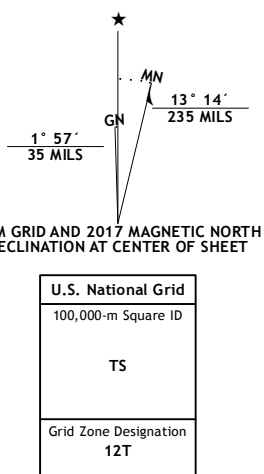 MN
GN
13° 14´
235 MILS
1° 57´
35 MILS
M GRID AND 2017 MAGNETIC NORTH
ECLINATION AT CENTER OF SHEET
U.S. National Grid
100,000-m Square ID
TS
Grid Zone Designation
12T